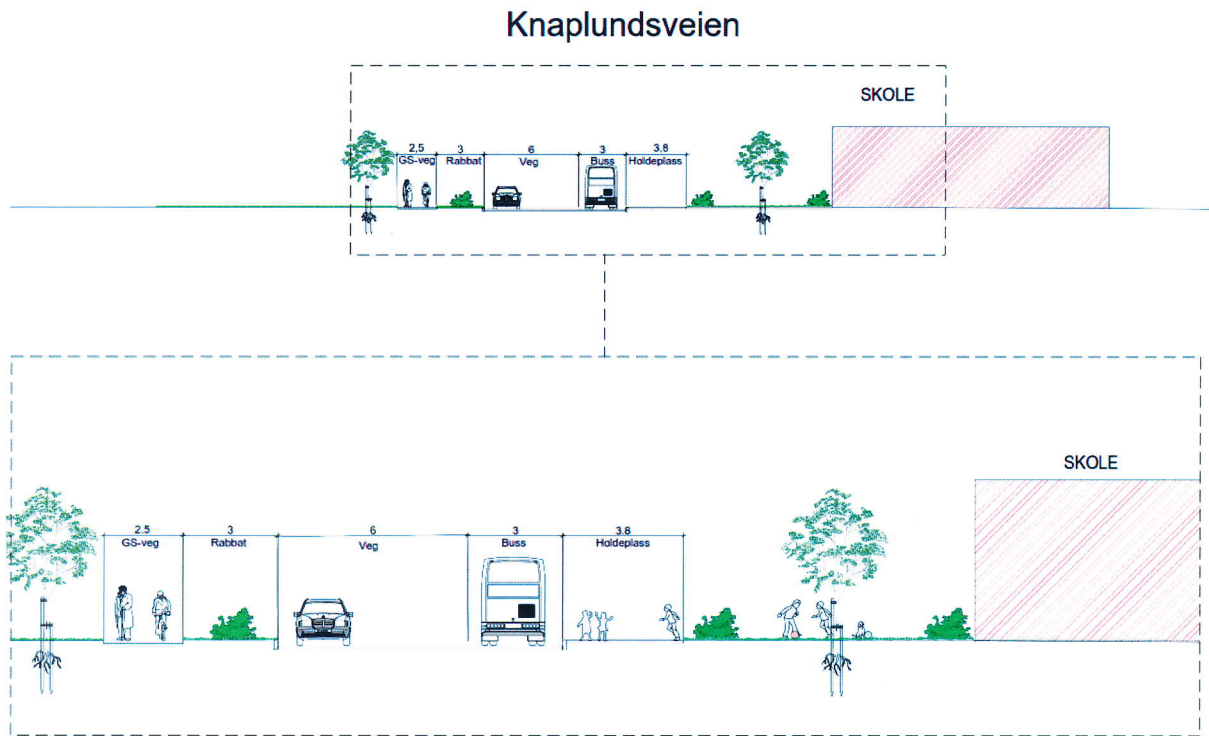 Knaplundsveien
SKOLE
2,5 3 6 3 3.8
GS-veg Rabbat Veg Buss Holdeplass
SKOLE
2.5 3 6 3 3.8
GS-veg Rabbat Veg Buss Holdeplass